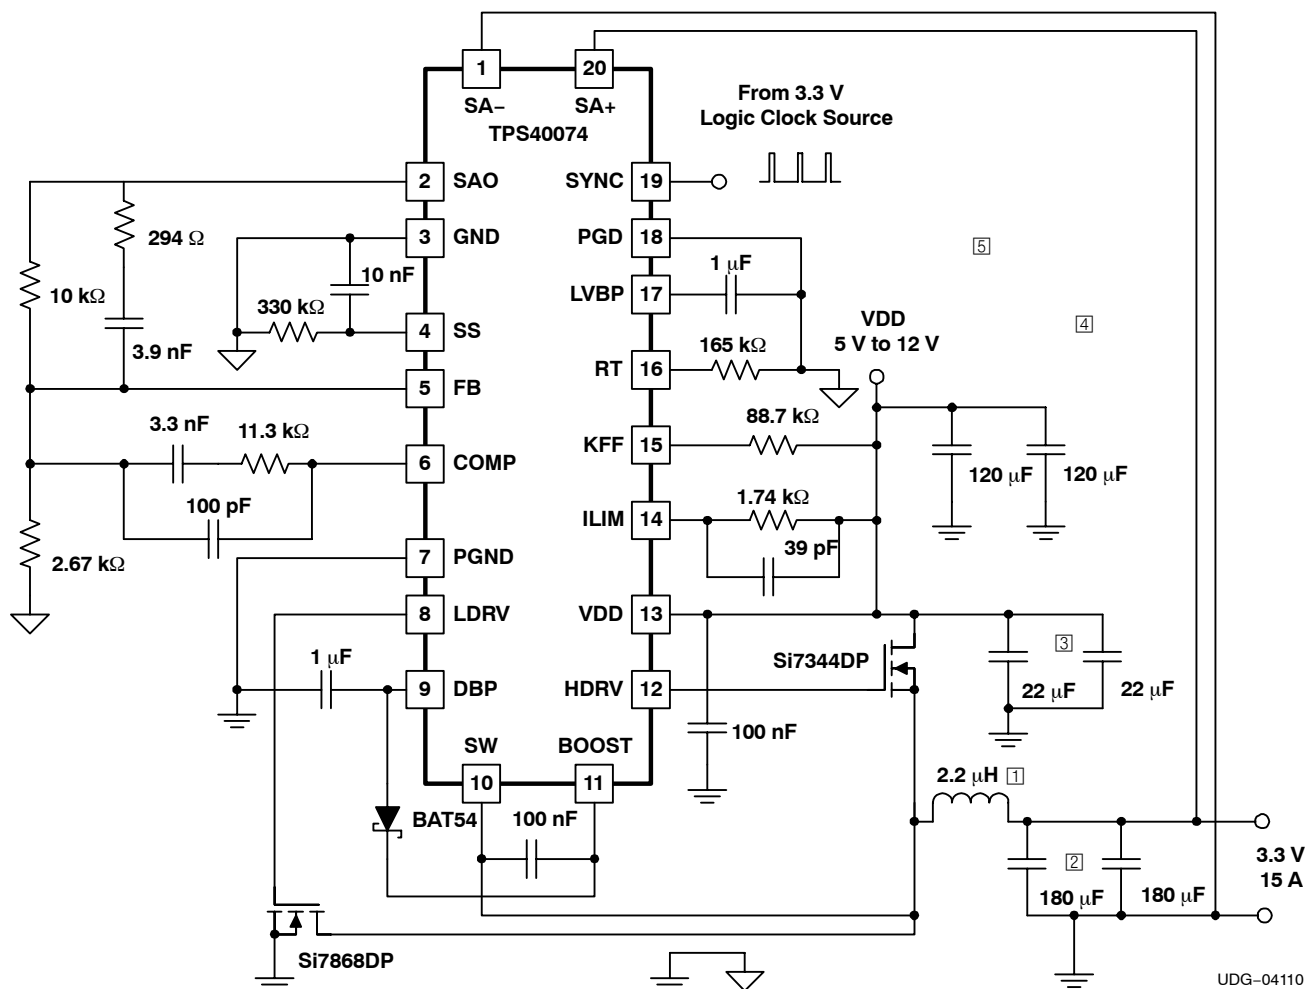 1
20
SA−
SA+
TPS40074
From 3.3 V
Logic Clock Source
2
SAO
SYNC
19
294 Ω
3
GND
PGD
18
10 kΩ
10 nF
1 μF
LVBP
17
330 kΩ
4
SS
3.9 nF
VDD
5 V to 12 V
5
4
165 kΩ
RT
16
5
FB
3.3 nF
11.3 kΩ
88.7 kΩ
KFF
15
6
COMP
120 μF
120 μF
100 pF
1.74 kΩ
ILIM
14
39 pF
2.67 kΩ
7
PGND
8
LDRV
VDD
13
3
1 μF
Si7344DP
9
DBP
HDRV
12
22 μF
22 μF
100 nF
SW
BOOST
10
11
2.2 μH
1
BAT54
100 nF
2
3.3 V
15 A
180 μF
180 μF
Si7868DP
UDG−04110